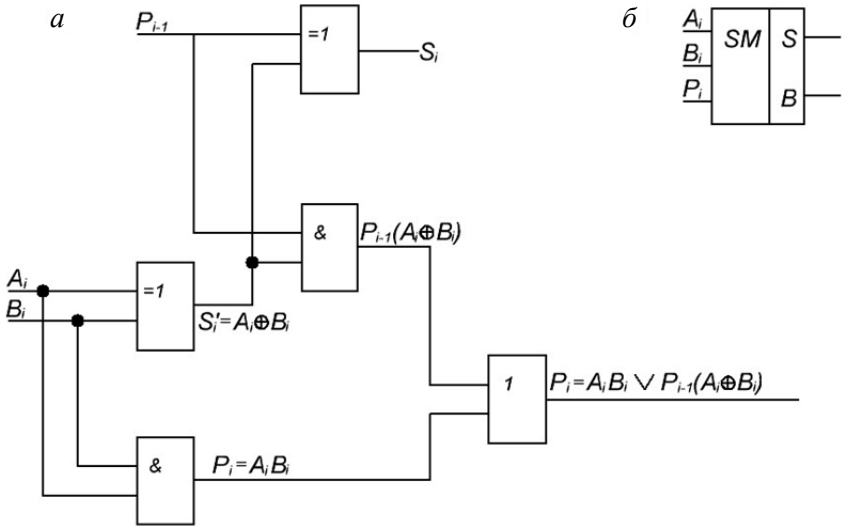 а
P_{i-1}
=1
S_i
б
A_i
B_i
P_i
SM
S
B
&
P_{i-1}(A_i⊕B_i)
A_i
B_i
=1
S_i'=A_i⊕B_i
1
P_i=A_iB_i ∨ P_{i-1}(A_i⊕B_i)
&
P_i=A_iB_i